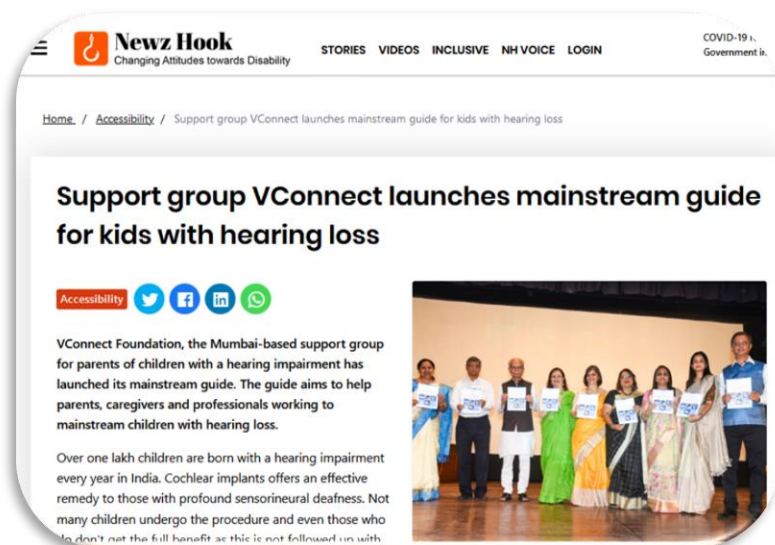 Newz Hook
Changing Attitudes towards Disability
STORIES VIDEOS INCLUSIVE NH VOICE LOGIN
COVID-19
Government
Home / Accessibility / Support group VConnect launches mainstream guide for kids with hearing loss
Support group VConnect launches mainstream guide
for kids with hearing loss
Accessibility
VConnect Foundation, the Mumbai-based support group
for parents of children with a hearing impairment has
launched its mainstream guide. The guide aims to help
parents, caregivers and professionals working to
mainstream children with hearing loss.
Over one lakh children are born with a hearing impairment
every year in India. Cochlear implants offers an effective
remedy to those with profound sensorineural deafness. Not
many children undergo the procedure and even those who
do don't get the full benefit as this is not followed up with